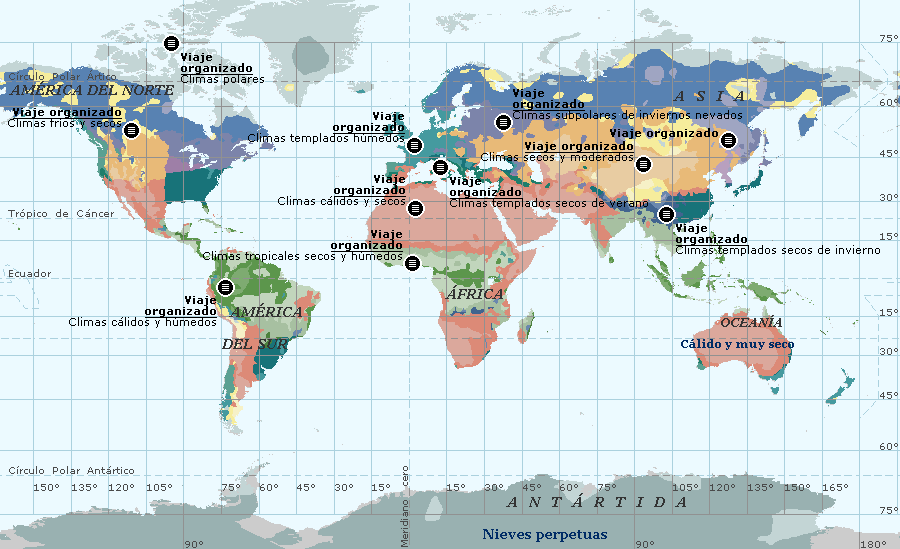 75°
Viaje
organizado
Climas polares
Círculo Polar Ártico
AMÉRICA DEL NORTE
ASIA
60°
Viaje organizado
Climas fríos y secos
Viaje
organizado
Climas templados húmedos
Viaje
organizado
Climas subpolares de inviernos nevados
Viaje organizado
Viaje organizado
Climas secos y moderados
45°
Viaje
organizado
Climas cálidos y secos
Viaje
organizado
Climas templados secos de verano
30°
Trópico de Cáncer
Viaje
organizado
Climas templados secos de invierno
15°
Viaje
organizado
Climas tropicales secos y húmedos
Ecuador
ÁFRICA
Viaje
organizado
Climas cálidos y húmedos
AMÉRICA
DEL SUR
15°
OCEANÍA
Cálido y muy seco
30°
45°
60°
Círculo Polar Antártico
150° 135° 120° 105° 75° 60° 45° 30° 15° 15° 30° 45° 60° 75° 105° 120° 135° 150° 165°
Meridiano cero
ANTÁRTIDA
75°
Nieves perpetuas
90° 90° 180°